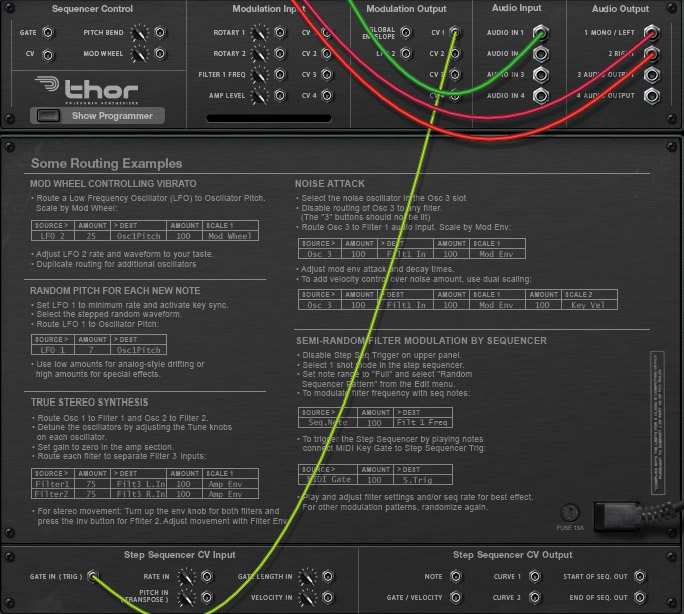 Sequencer Control
Modulation Input
Modulation Output
Audio Input
Audio Output
GATE
PITCH BEND
CV
MOD WHEEL
ROTARY 1
CV 1
ROTARY 2
CV 2
FILTER 1 FREQ
CV 3
AMP LEVEL
CV 4
GLOBAL
ENVELOPE
CV 1
LFO 2
CV 2
CV 3
CV 4
AUDIO IN 1
AUDIO IN
AUDIO IN 3
AUDIO IN 4
1 MONO / LEFT
2 RIGHT
3 AUDIO OUTPUT
4 AUDIO OUTPUT
thor
POLYSONIC SYNTHESIZER
Show Programmer
Some Routing Examples
MOD WHEEL CONTROLLING VIBRATO
• Route a Low Frequency Oscillator (LFO) to Oscillator Pitch.
Scale by Mod Wheel:
SOURCE > AMOUNT > DEST AMOUNT SCALE 1
LFO 2 25 Osc1Pitch 100 Mod Wheel
• Adjust LFO 2 rate and waveform to your taste.
• Duplicate routing for additional oscillators
RANDOM PITCH FOR EACH NEW NOTE
• Set LFO 1 to minimum rate and activate key sync.
• Select the stepped random waveform.
• Route LFO 1 to Oscillator Pitch:
SOURCE > AMOUNT > DEST
LFO 1 7 Osc1Pitch
• Use low amounts for analog-style drifting or
high amounts for special effects.
TRUE STEREO SYNTHESIS
• Route Osc 1 to Filter 1 and Osc 2 to Filter 2.
• Detune the oscillators by adjusting the Tune knobs
on each oscillator.
• Set gain to zero in the amp section.
• Route each filter to separate Filter 3 inputs:
SOURCE > AMOUNT > DEST AMOUNT SCALE 1
Filter1 75 Filt3 L.In 100 Amp Env
Filter2 75 Filt3 R.In 100 Amp Env
• For stereo movement: Turn up the env knob for both filters and
press the Inv button for Ffilter 2. Adjust movement with Filter Env
NOISE ATTACK
• Select the noise oscillator in the Osc 3 slot
• Disable routing of Osc 3 to any filter.
(The "3" buttons should not be lit)
• Route Osc 3 to Filter 1 audio input. Scale by Mod Env:
SOURCE > AMOUNT > DEST AMOUNT SCALE 1
Osc 3 100 Filt1 In 100 Mod Env
• Adjust mod env attack and decay times.
• To add velocity control over noise amount, use dual scaling:
SOURCE > AMOUNT > DEST AMOUNT SCALE 1 AMOUNT SCALE 2
Osc 3 100 Filt1 In 100 Mod Env 100 Key Vel
SEMI-RANDOM FILTER MODULATION BY SEQUENCER
• Disable Step Seq Trigger on upper panel.
• Select 1 shot mode in the step sequencer.
• Set note range to "Full" and select "Random
Sequencer Pattern" from the Edit menu.
• To modulate filter frequency with seq notes:
SOURCE > AMOUNT > DEST
Seq.Note 100 Filt 1 Freq
• To trigger the Step Sequencer by playing notes
connect MIDI Key Gate to Step Sequencer Trig:
SOURCE > AMOUNT > DEST
MIDI Gate 100 S.Trig
• Play and adjust filter settings and/or seq rate for best effect.
For other modulation patterns, randomize again.
FUSE 16A
Step Sequencer CV Input
Step Sequencer CV Output
GATE IN (TRIG)
RATE IN
GATE LENGTH IN
PITCH IN
(TRANSPOSE)
VELOCITY IN
NOTE
CURVE 1
START OF SEQ. OUT
GATE / VELOCITY
CURVE 2
END OF SEQ. OUT